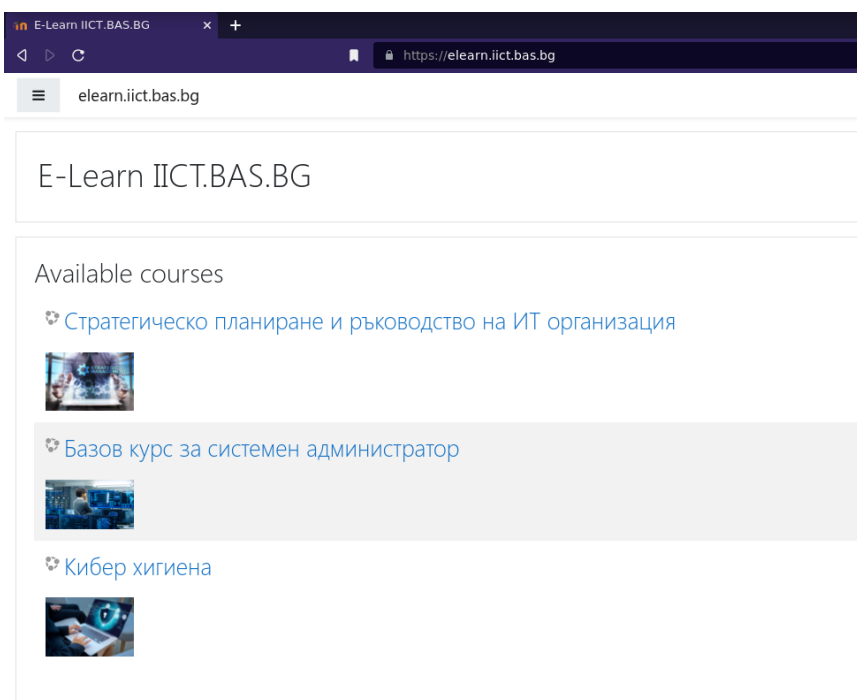 E-Learn IICT.BAS.BG
https://elearn.iict.bas.bg
elearn.iict.bas.bg
E-Learn IICT.BAS.BG
Available courses
Стратегическо планиране и ръководство на ИТ организация
Базов курс за системен администратор
Кибер хигиена